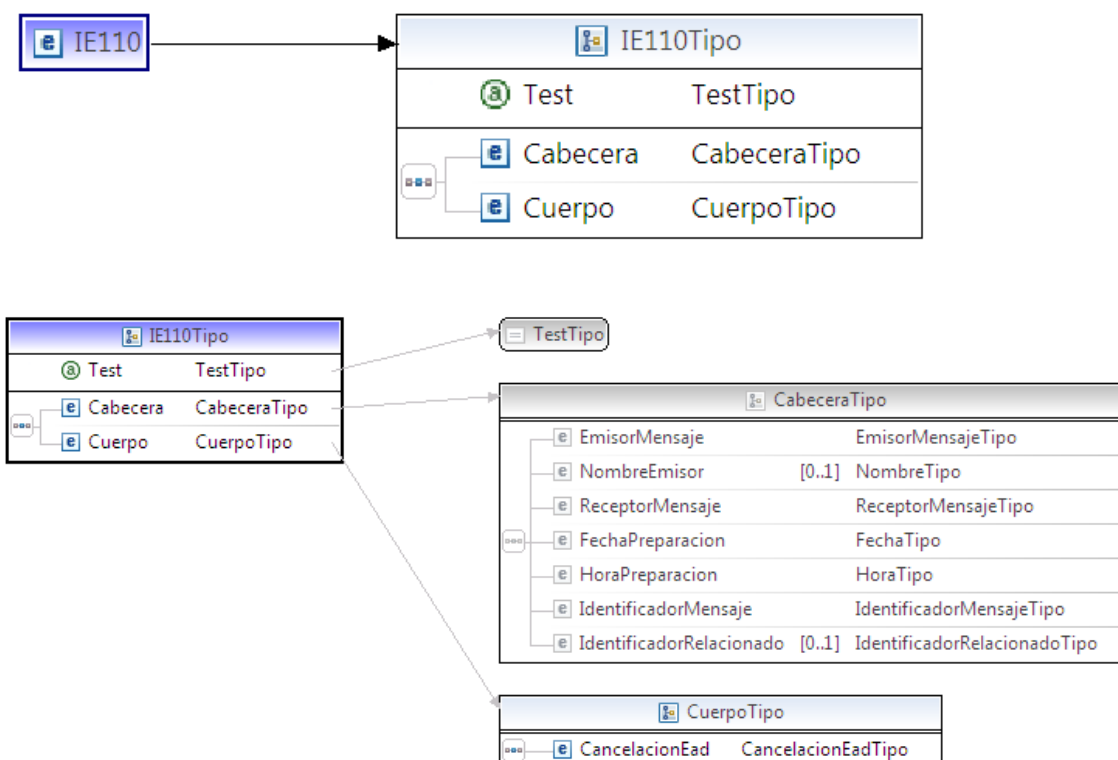 IE110
IE110Tipo
Test TestTipo
Cabecera CabeceraTipo
Cuerpo CuerpoTipo
IE110Tipo
Test TestTipo
Cabecera CabeceraTipo
Cuerpo CuerpoTipo
TestTipo
CabeceraTipo
EmisorMensaje EmisorMensajeTipo
NombreEmisor [0..1] NombreTipo
ReceptorMensaje ReceptorMensajeTipo
FechaPreparacion FechaTipo
HoraPreparacion HoraTipo
IdentificadorMensaje IdentificadorMensajeTipo
IdentificadorRelacionado [0..1] IdentificadorRelacionadoTipo
CuerpoTipo
CancelacionEad CancelacionEadTipo